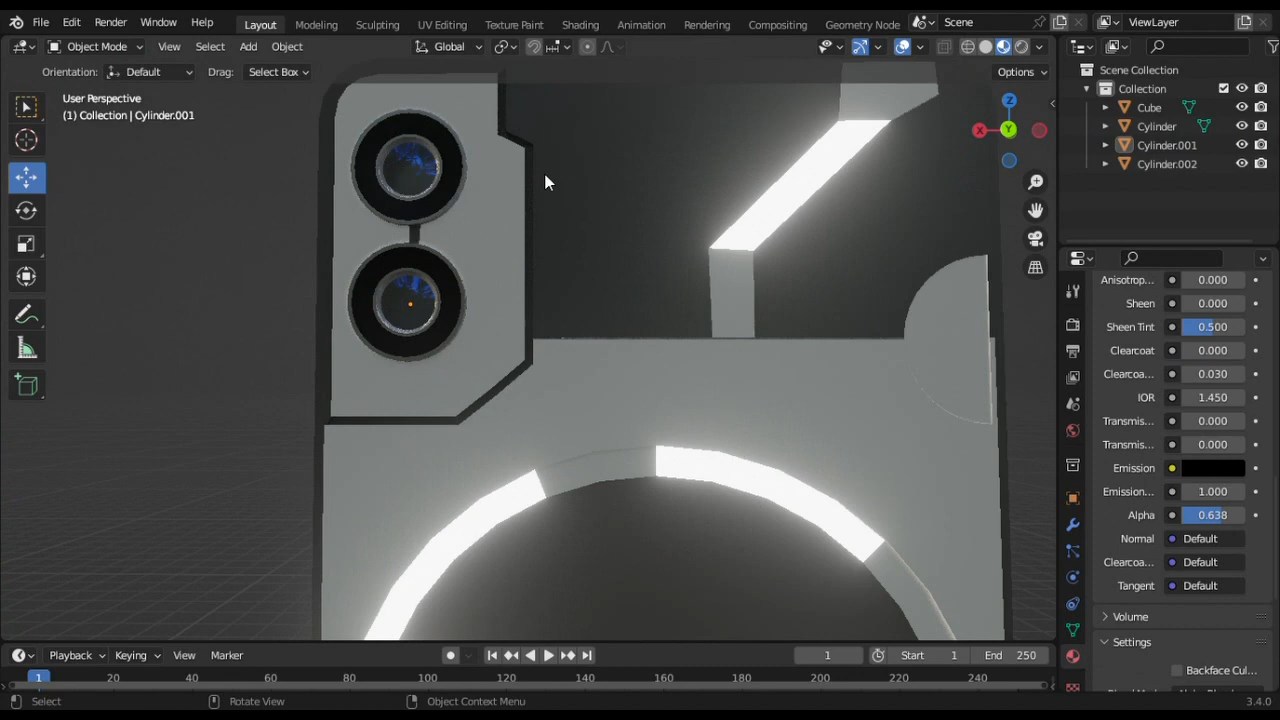 File Edit Render Window Help Layout Modeling Sculpting UV Editing Texture Paint Shading Animation Rendering Compositing Geometry Node Scene ViewLayer
Object Mode View Select Add Object Global
Orientation: Default Drag: Select Box Options
User Perspective
(1) Collection | Cylinder.001
Z
X
Y
Scene Collection
Collection
Cube
Cylinder
Cylinder.001
Cylinder.002
Anisotrop... 0.000
Sheen 0.000
Sheen Tint 0.500
Clearcoat 0.000
Clearcoa... 0.030
IOR 1.450
Transmis... 0.000
Transmis... 0.000
Emission
Emission... 1.000
Alpha 0.638
Normal Default
Clearcoa... Default
Tangent Default
Volume
Settings
Backface Cul...
Playback Keying View Marker 1 Start 1 End 250
1 20 40 60 80 100 120 140 160 180 200 220 240
Select Rotate View Object Context Menu 3.4.0